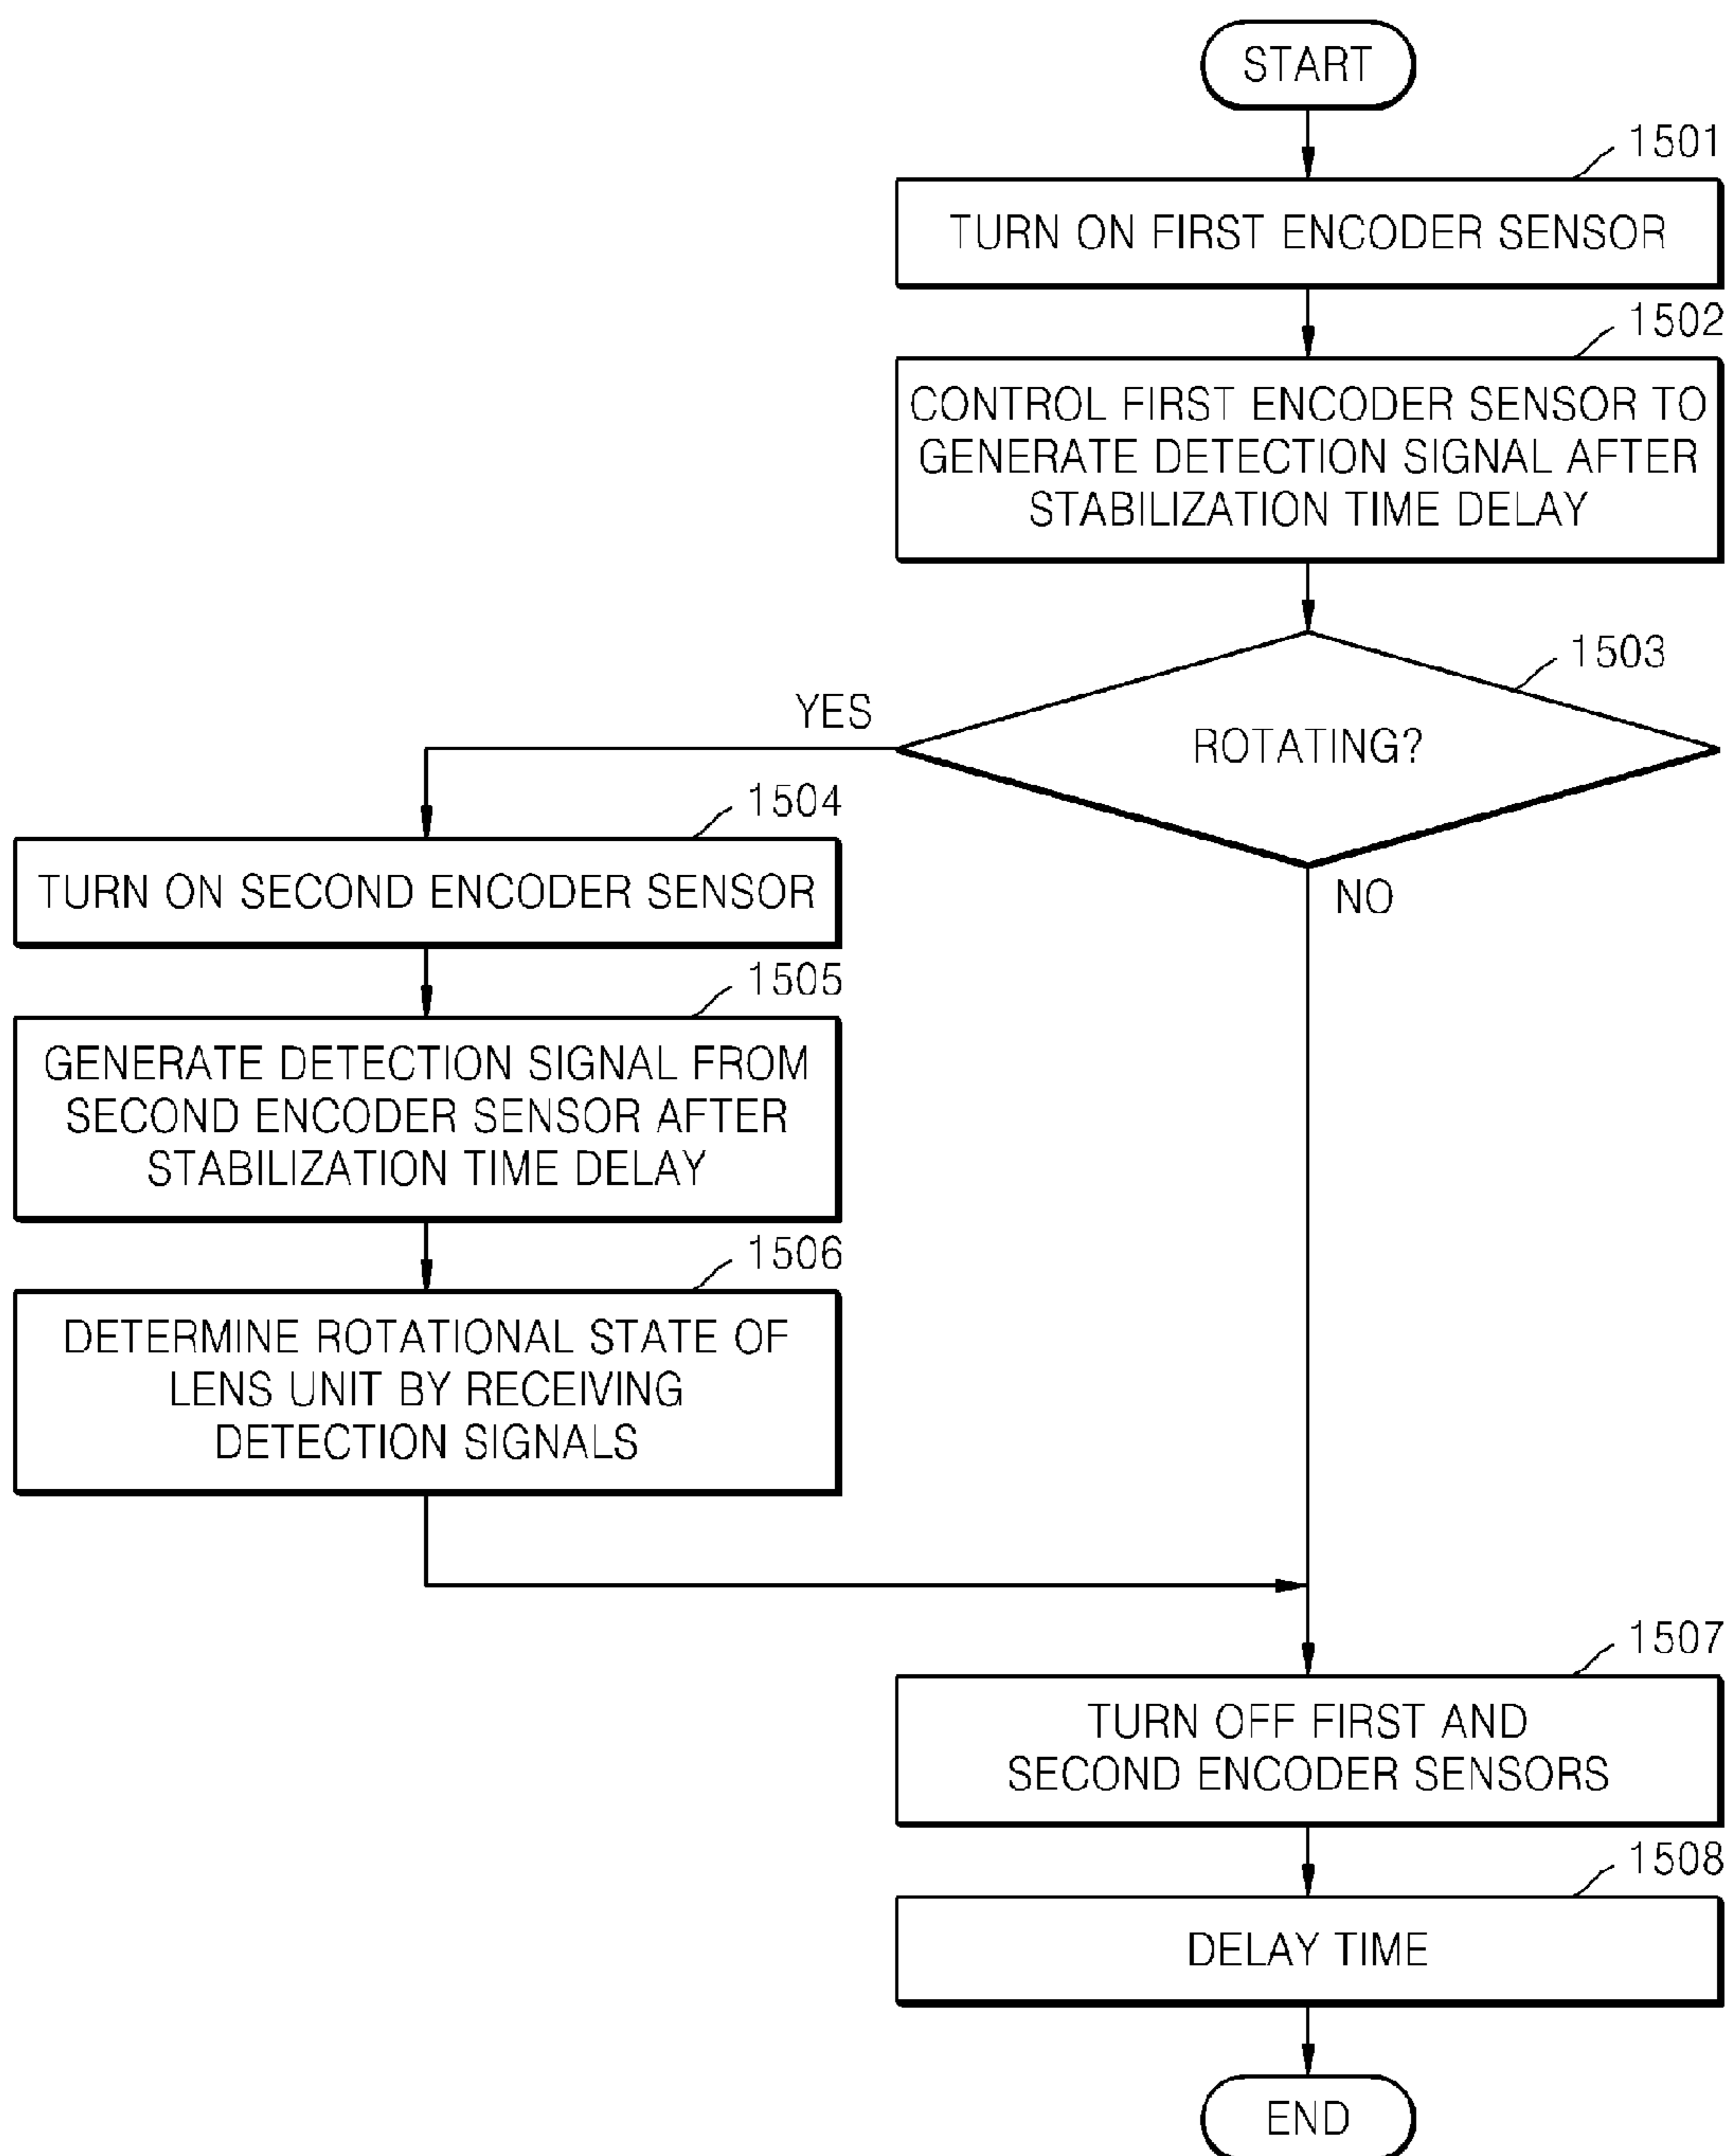 START
1501
TURN ON FIRST ENCODER SENSOR
1502
CONTROL FIRST ENCODER SENSOR TO
GENERATE DETECTION SIGNAL AFTER
STABILIZATION TIME DELAY
1503
ROTATING?
YES
NO
1504
TURN ON SECOND ENCODER SENSOR
1505
GENERATE DETECTION SIGNAL FROM
SECOND ENCODER SENSOR AFTER
STABILIZATION TIME DELAY
1506
DETERMINE ROTATIONAL STATE OF
LENS UNIT BY RECEIVING
DETECTION SIGNALS
1507
TURN OFF FIRST AND
SECOND ENCODER SENSORS
1508
DELAY TIME
END